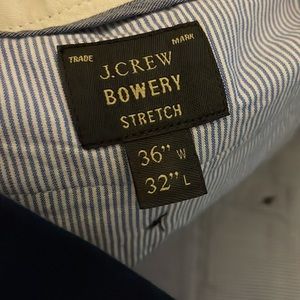 TRADE MARK
J.CREW
BOWERY
STRETCH
36" W
32" L